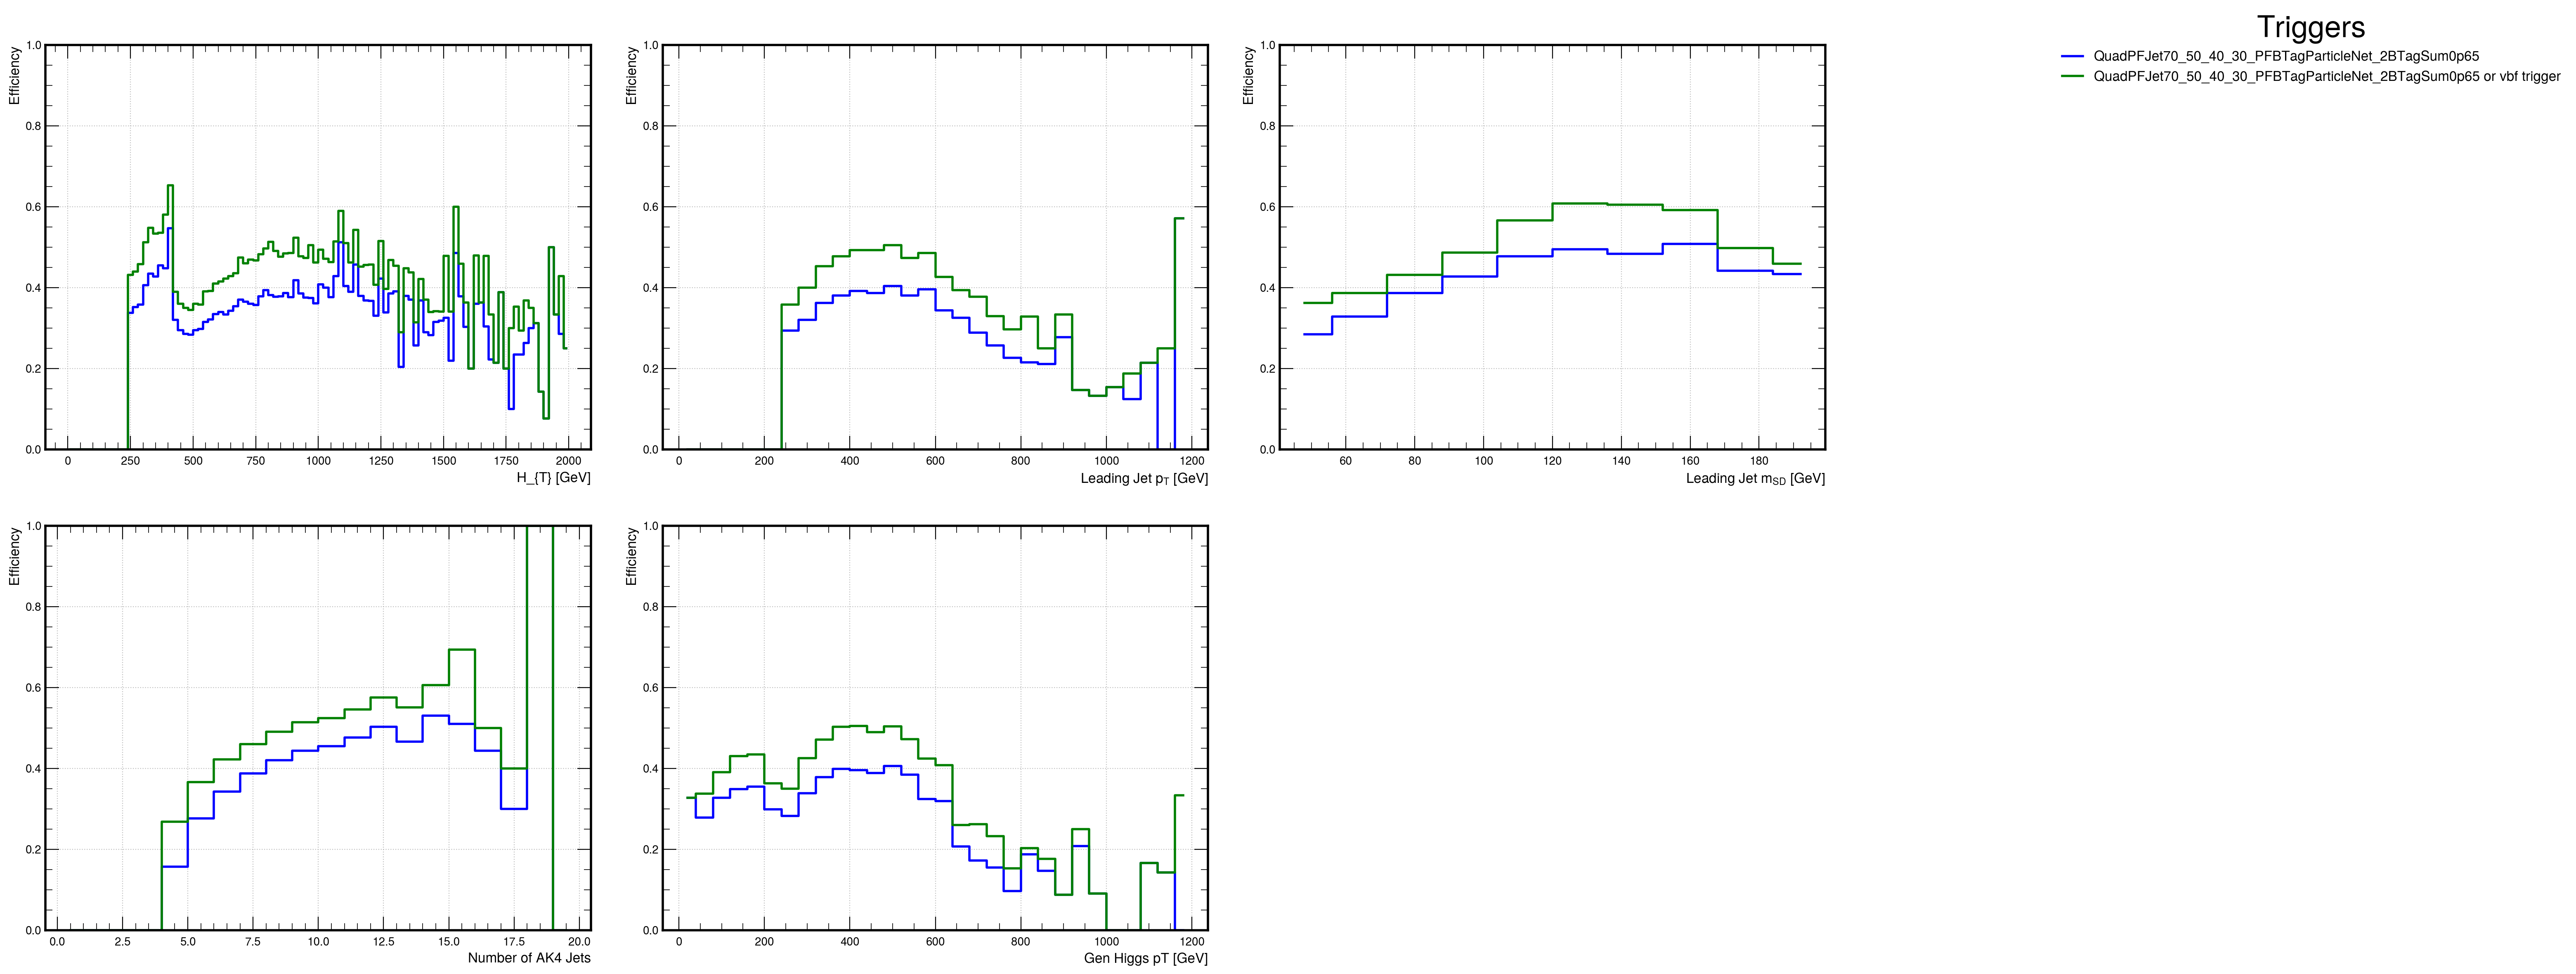 Triggers
QuadPFJet70_50_40_30_PFBTagParticleNet_2BTagSum0p65
QuadPFJet70_50_40_30_PFBTagParticleNet_2BTagSum0p65 or vbf trigger
Efficiency
1.0
0.8
0.6
0.4
0.2
0.0
0 250 500 750 1000 1250 1500 1750 2000
H_{T} [GeV]
Efficiency
1.0
0.8
0.6
0.4
0.2
0.0
0 200 400 600 800 1000 1200
Leading Jet pT [GeV]
Efficiency
1.0
0.8
0.6
0.4
0.2
0.0
60 80 100 120 140 160 180
Leading Jet mSD [GeV]
Efficiency
1.0
0.8
0.6
0.4
0.2
0.0
0.0 2.5 5.0 7.5 10.0 12.5 15.0 17.5 20.0
Number of AK4 Jets
Efficiency
1.0
0.8
0.6
0.4
0.2
0.0
0 200 400 600 800 1000 1200
Gen Higgs pT [GeV]